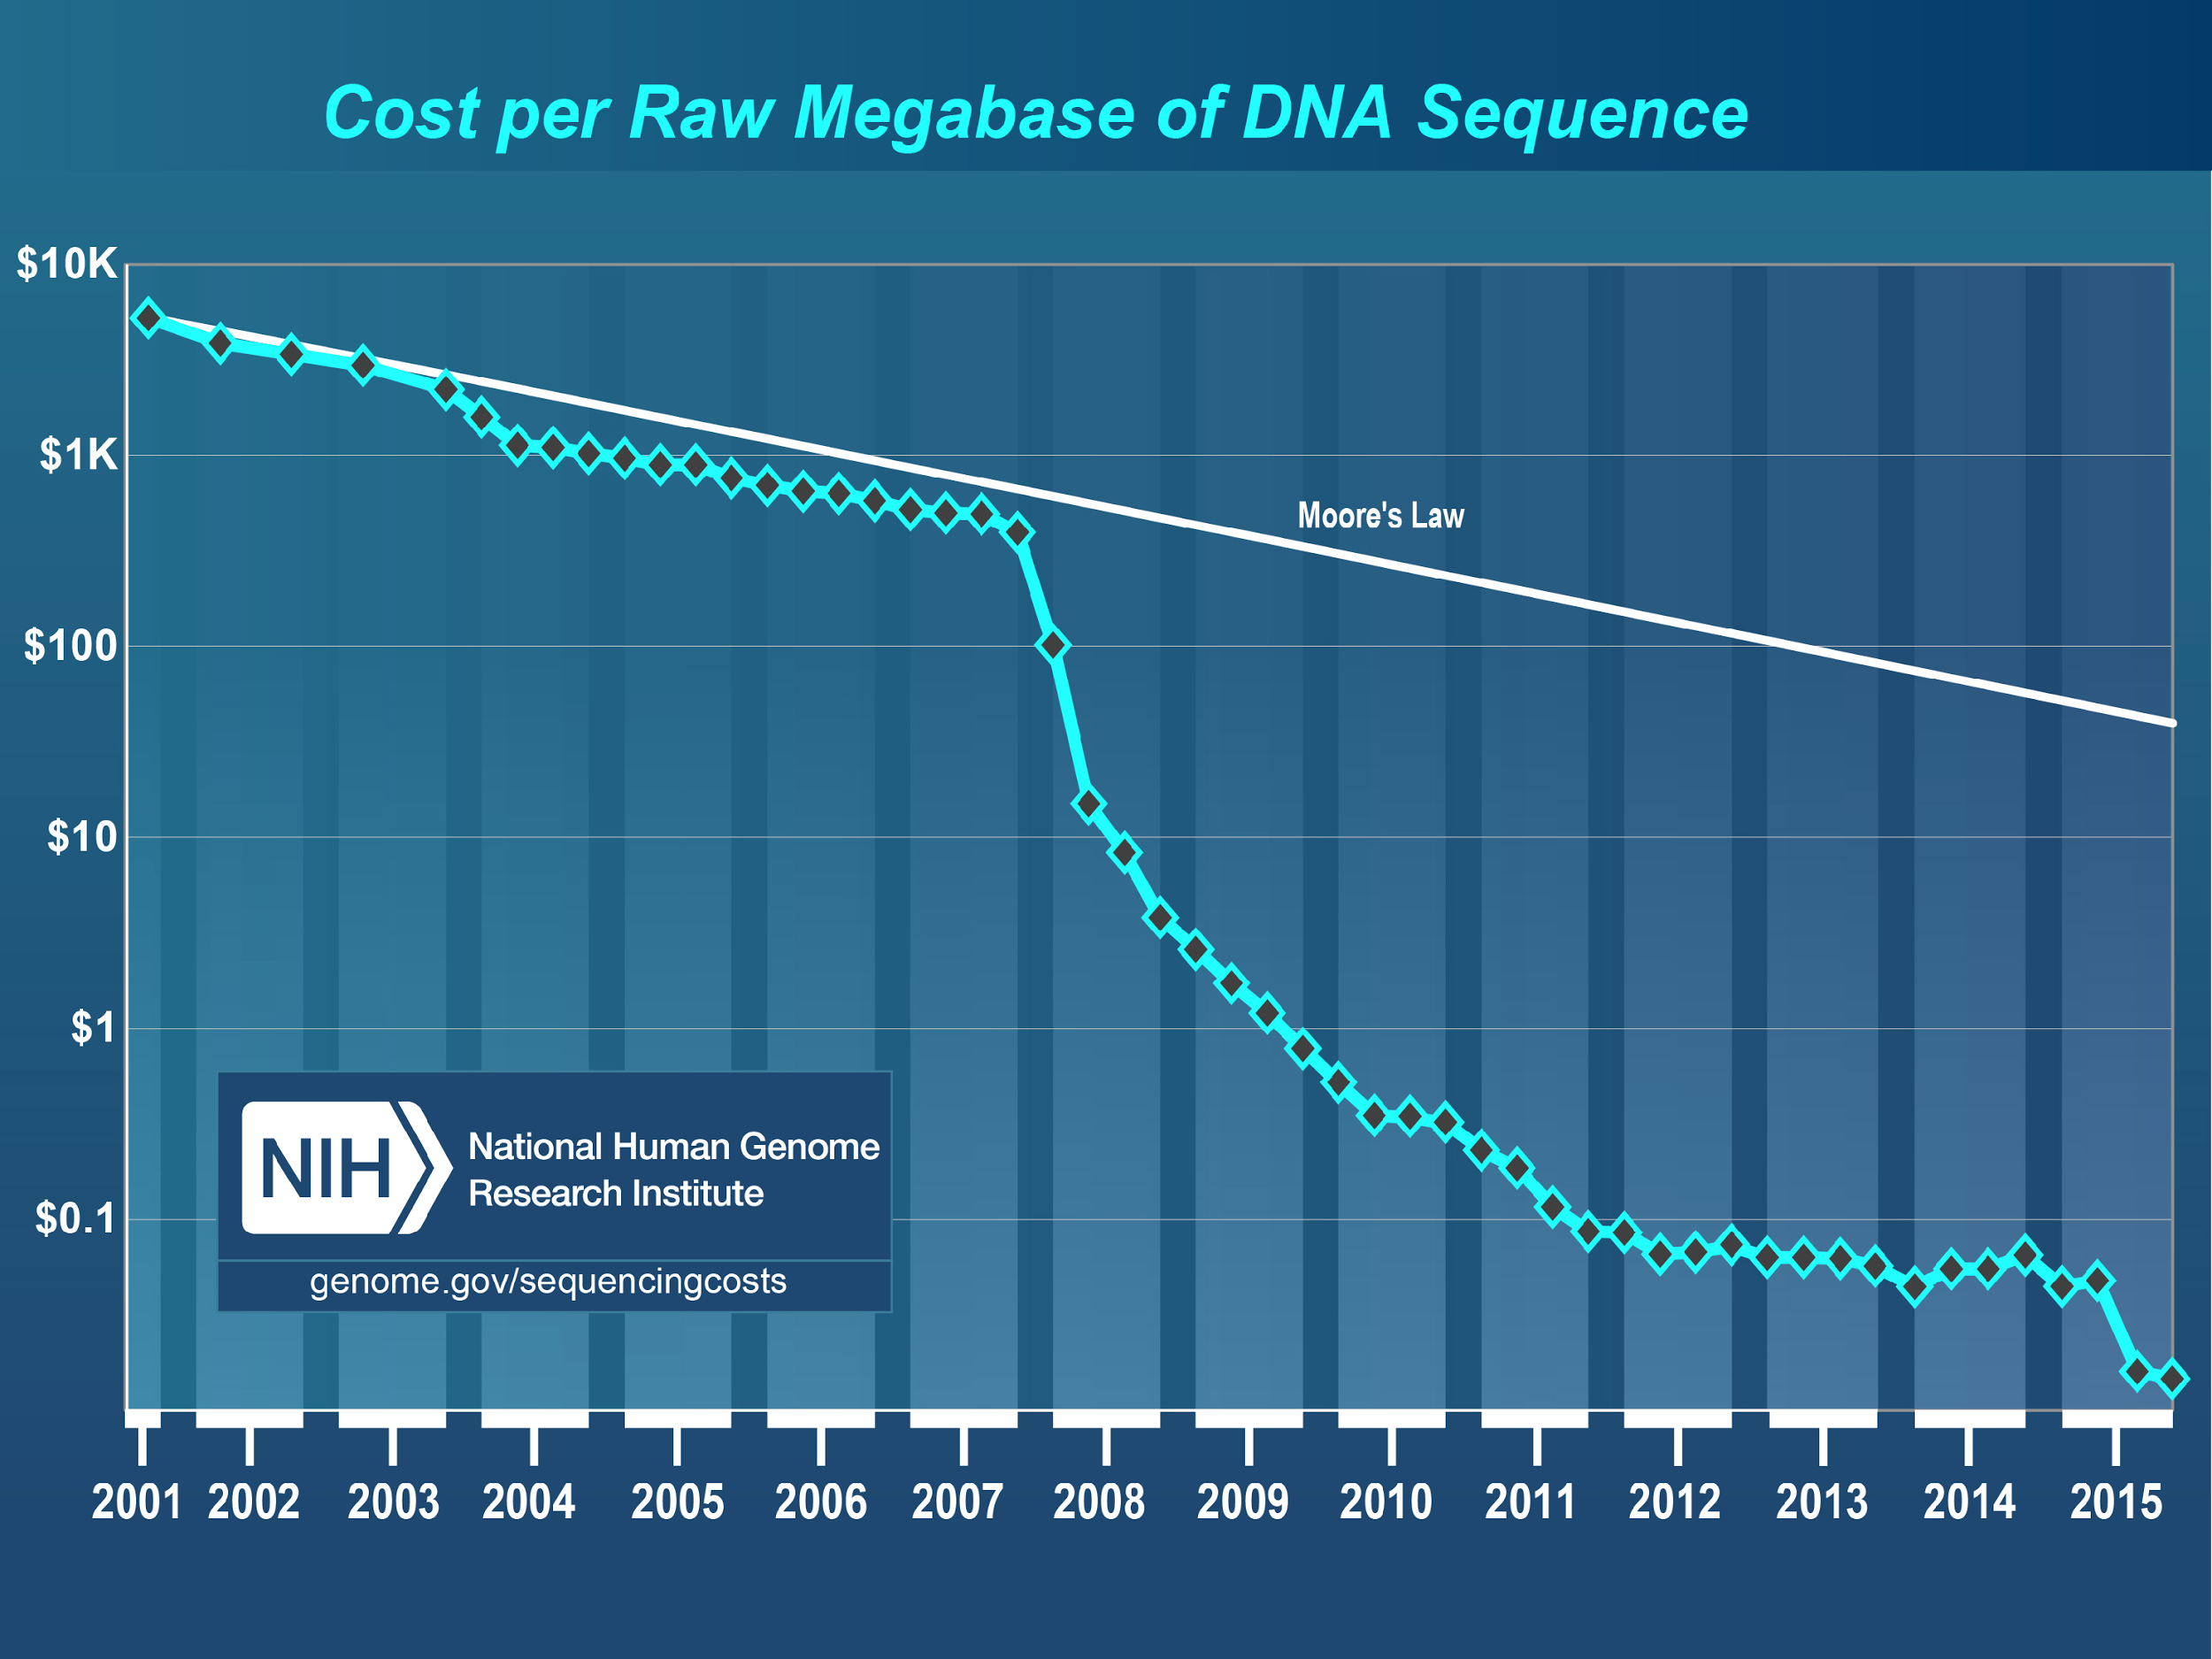 Cost per Raw Megabase of DNA Sequence
$10K
$1K
$100
$10
$1
$0.1
Moore's Law
NIH
National Human Genome
Research Institute
genome.gov/sequencingcosts
2001 2002 2003 2004 2005 2006 2007 2008 2009 2010 2011 2012 2013 2014 2015